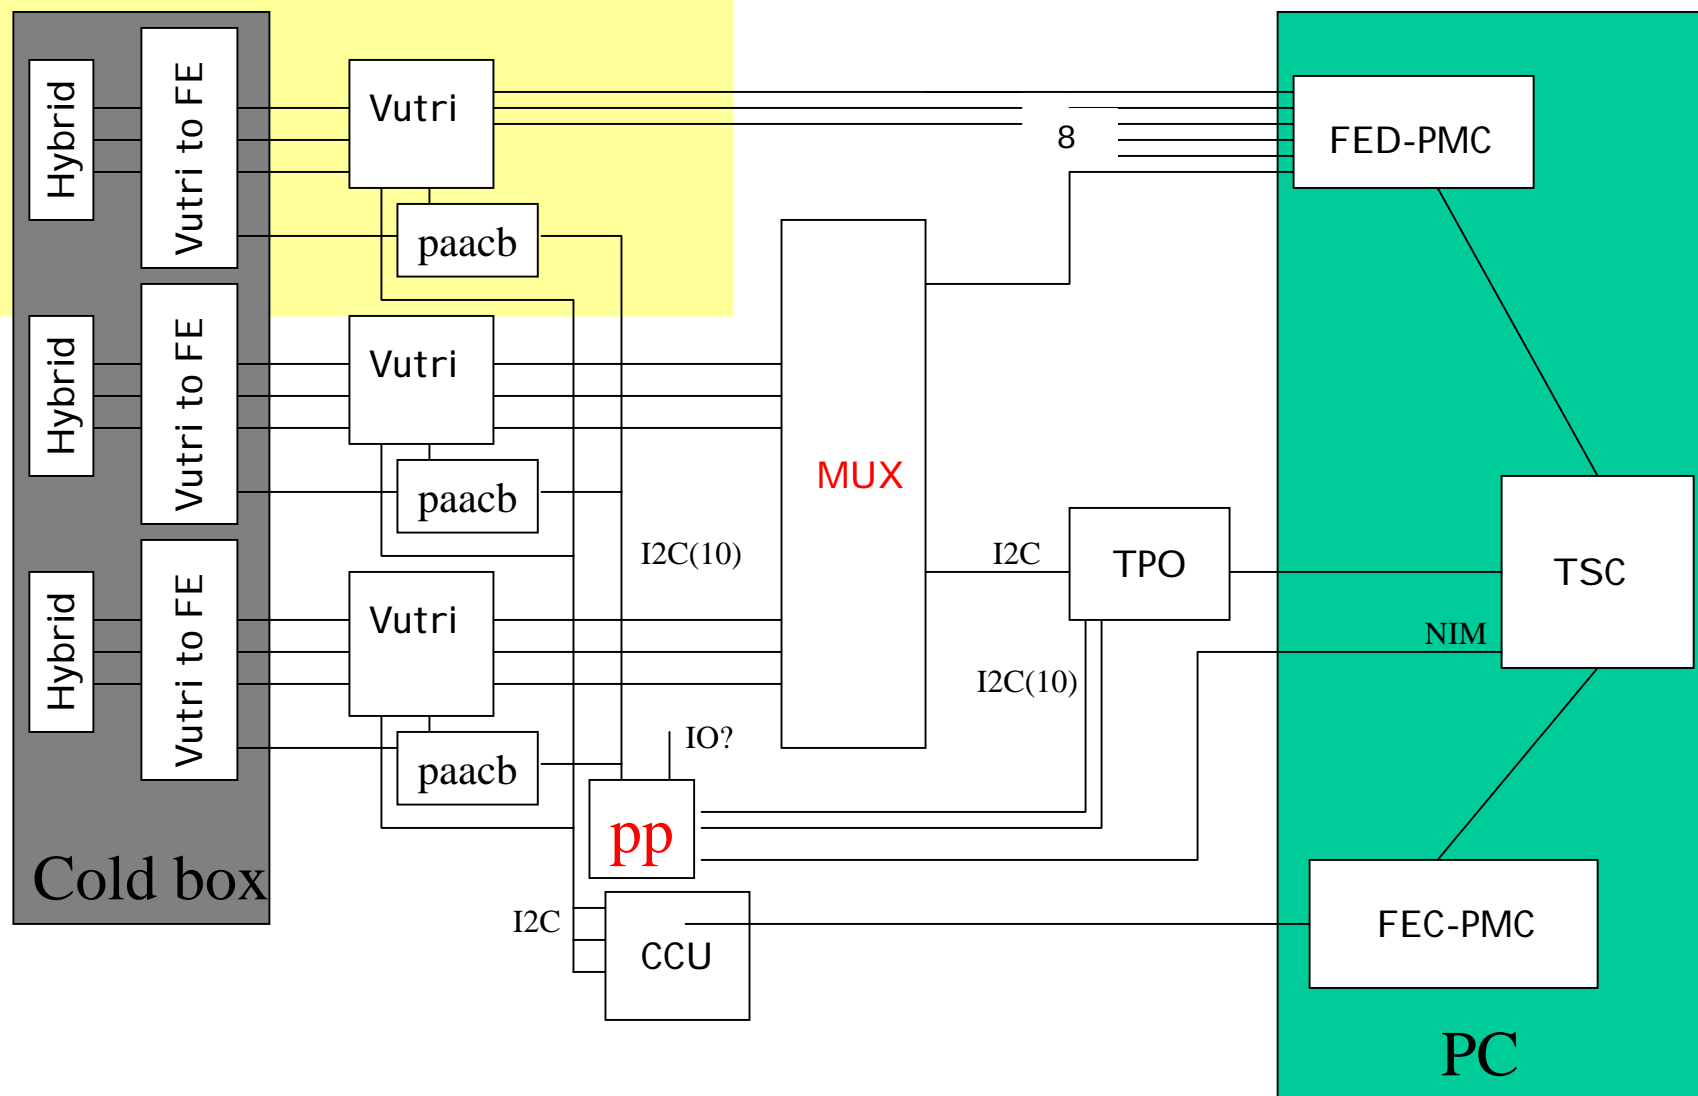 Hybrid
Vutri to FE
Vutri
paacb
8
FED-PMC
Hybrid
Vutri to FE
Vutri
paacb
MUX
I2C(10)
I2C
TPO
TSC
Hybrid
Vutri to FE
Vutri
paacb
NIM
I2C(10)
IO?
pp
Cold box
I2C
CCU
FEC-PMC
PC